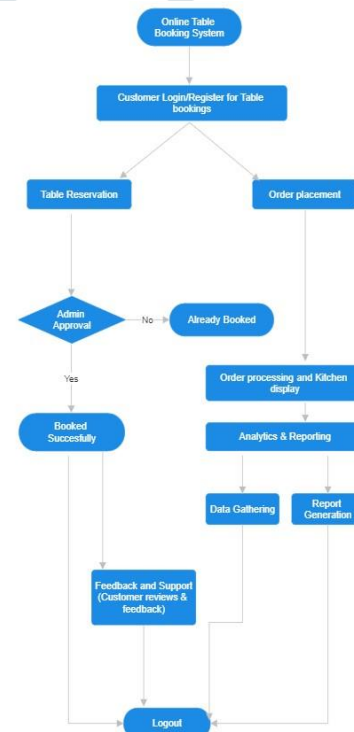 Online Table
Booking System
Customer Login/Register for Table
bookings
Table Reservation
Order placement
Admin
Approval
No
Already Booked
Yes
Order processing and Kitchen
display
Booked
Succesfully
Analytics & Reporting
Data Gathering
Report
Generation
Feedback and Support
(Customer reviews &
feedback)
Logout